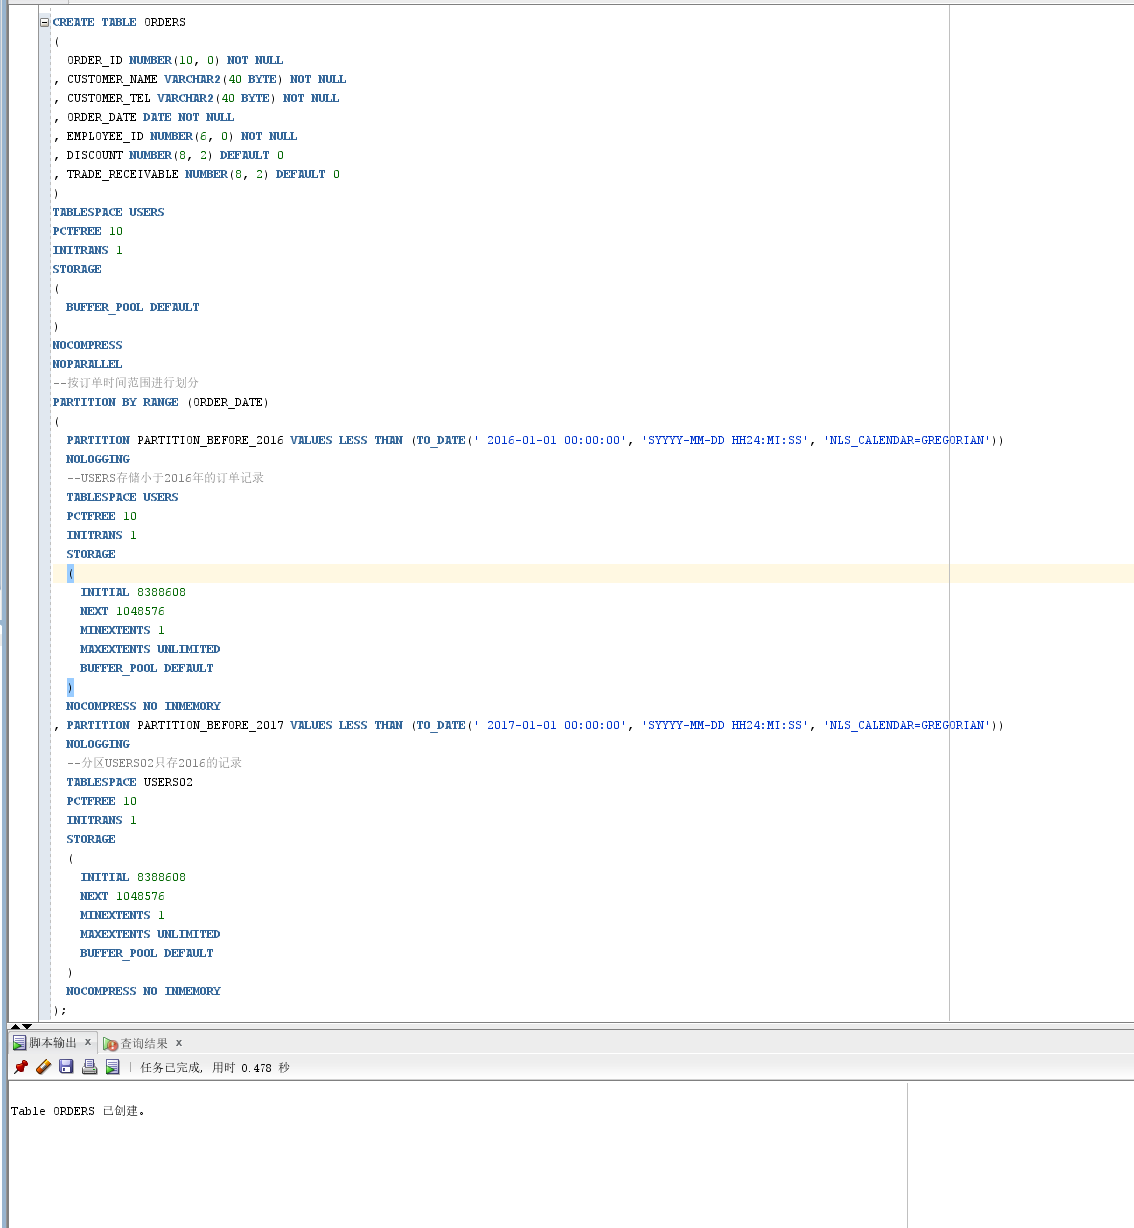 CREATE TABLE ORDERS
(
  ORDER_ID NUMBER(10, 0) NOT NULL
, CUSTOMER_NAME VARCHAR2(40 BYTE) NOT NULL
, CUSTOMER_TEL VARCHAR2(40 BYTE) NOT NULL
, ORDER_DATE DATE NOT NULL
, EMPLOYEE_ID NUMBER(6, 0) NOT NULL
, DISCOUNT NUMBER(8, 2) DEFAULT 0
, TRADE_RECEIVABLE NUMBER(8, 2) DEFAULT 0
)
TABLESPACE USERS
PCTFREE 10
INITRANS 1
STORAGE
(
  BUFFER_POOL DEFAULT
)
NOCOMPRESS
NOPARALLEL
--按订单时间范围进行划分
PARTITION BY RANGE (ORDER_DATE)
(
  PARTITION PARTITION_BEFORE_2016 VALUES LESS THAN (TO_DATE(' 2016-01-01 00:00:00', 'SYYYY-MM-DD HH24:MI:SS', 'NLS_CALENDAR=GREGORIAN'))
  NOLOGGING
  --USERS存储小于2016年的订单记录
  TABLESPACE USERS
  PCTFREE 10
  INITRANS 1
  STORAGE
  (
    INITIAL 8388608
    NEXT 1048576
    MINEXTENTS 1
    MAXEXTENTS UNLIMITED
    BUFFER_POOL DEFAULT
  )
  NOCOMPRESS NO INMEMORY
, PARTITION PARTITION_BEFORE_2017 VALUES LESS THAN (TO_DATE(' 2017-01-01 00:00:00', 'SYYYY-MM-DD HH24:MI:SS', 'NLS_CALENDAR=GREGORIAN'))
  NOLOGGING
  --分区USERS02只存2016的记录
  TABLESPACE USERS02
  PCTFREE 10
  INITRANS 1
  STORAGE
  (
    INITIAL 8388608
    NEXT 1048576
    MINEXTENTS 1
    MAXEXTENTS UNLIMITED
    BUFFER_POOL DEFAULT
  )
  NOCOMPRESS NO INMEMORY
);
脚本输出 x 查询结果 x
任务已完成, 用时 0.478 秒
Table ORDERS 已创建。